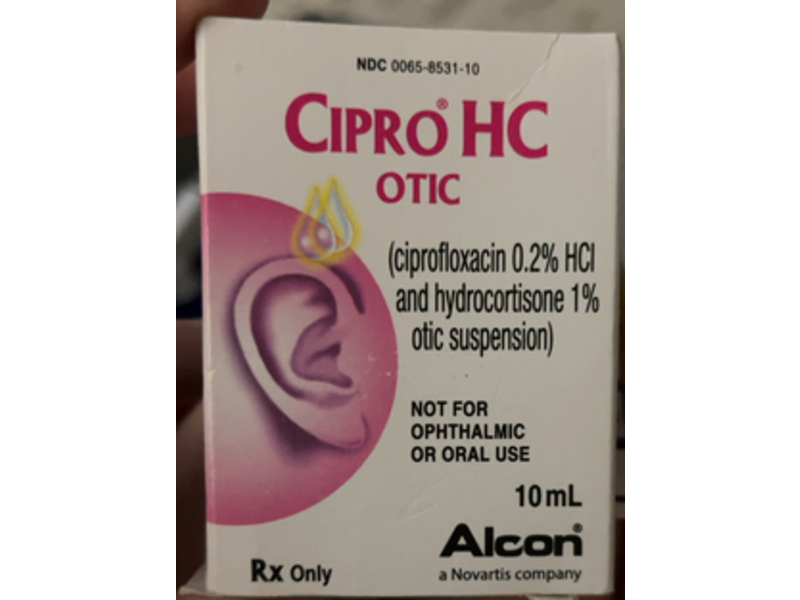 NDC 0065-8531-10
CIPRO® HC
OTIC
(ciprofloxacin 0.2% HCl
and hydrocortisone 1%
otic suspension)
NOT FOR
OPHTHALMIC
OR ORAL USE
10 mL
Alcon®
a Novartis company
Rx Only